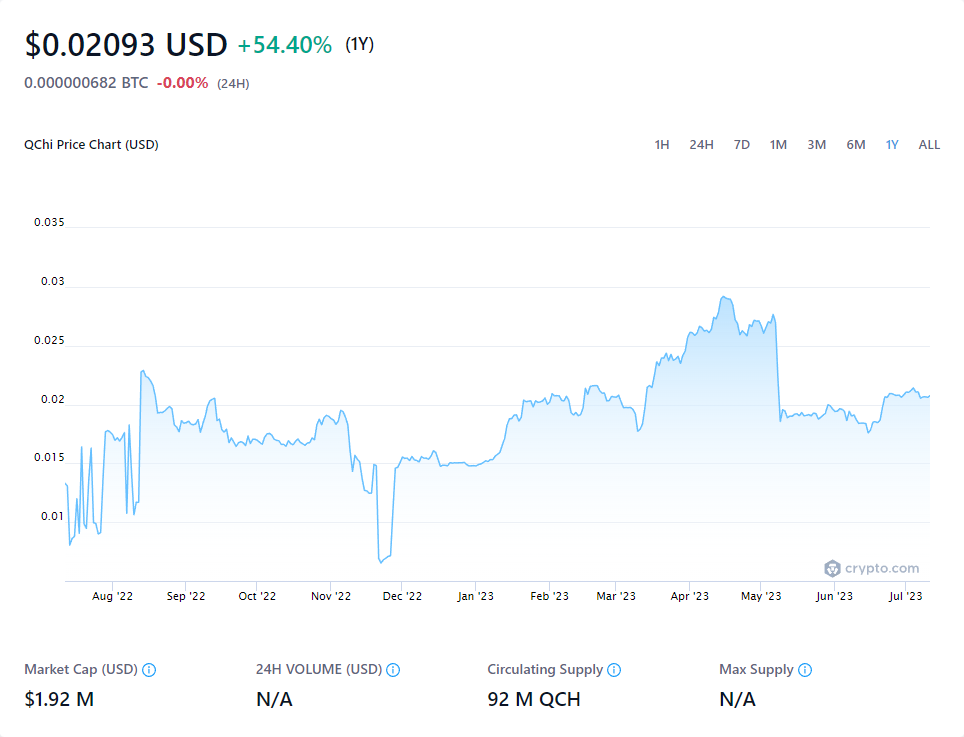 $0.02093 USD +54.40% (1Y)
0.000000682 BTC -0.00% (24H)
QChi Price Chart (USD) 1H 24H 7D 1M 3M 6M 1Y ALL
0.035
0.03
0.025
0.02
0.015
0.01
crypto.com
Aug '22 Sep '22 Oct '22 Nov '22 Dec '22 Jan '23 Feb '23 Mar '23 Apr '23 May '23 Jun '23 Jul '23
Market Cap (USD) 24H VOLUME (USD) Circulating Supply Max Supply
$1.92 M N/A 92 M QCH N/A